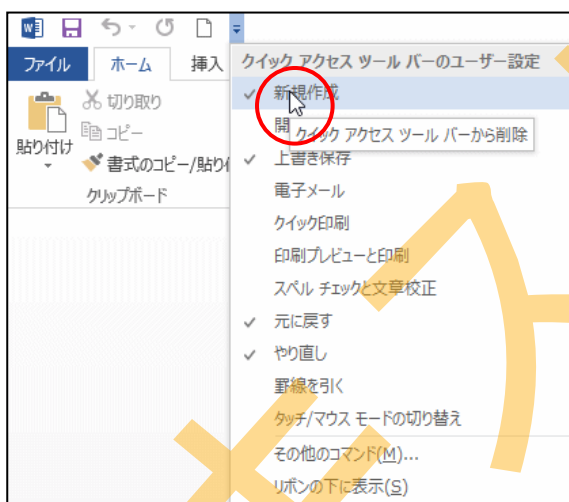 ファイル ホーム 挿入
切り取り
コピー
貼り付け
書式のコピー/貼り付
クリップボード
クイック アクセス ツール バーのユーザー設定
新規作成
開
クイック アクセス ツール バーから削除
上書き保存
電子メール
クイック印刷
印刷プレビューと印刷
スペル チェックと文章校正
元に戻す
やり直し
罫線を引く
タッチ/マウス モードの切り替え
その他のコマンド(M)...
リボンの下に表示(S)